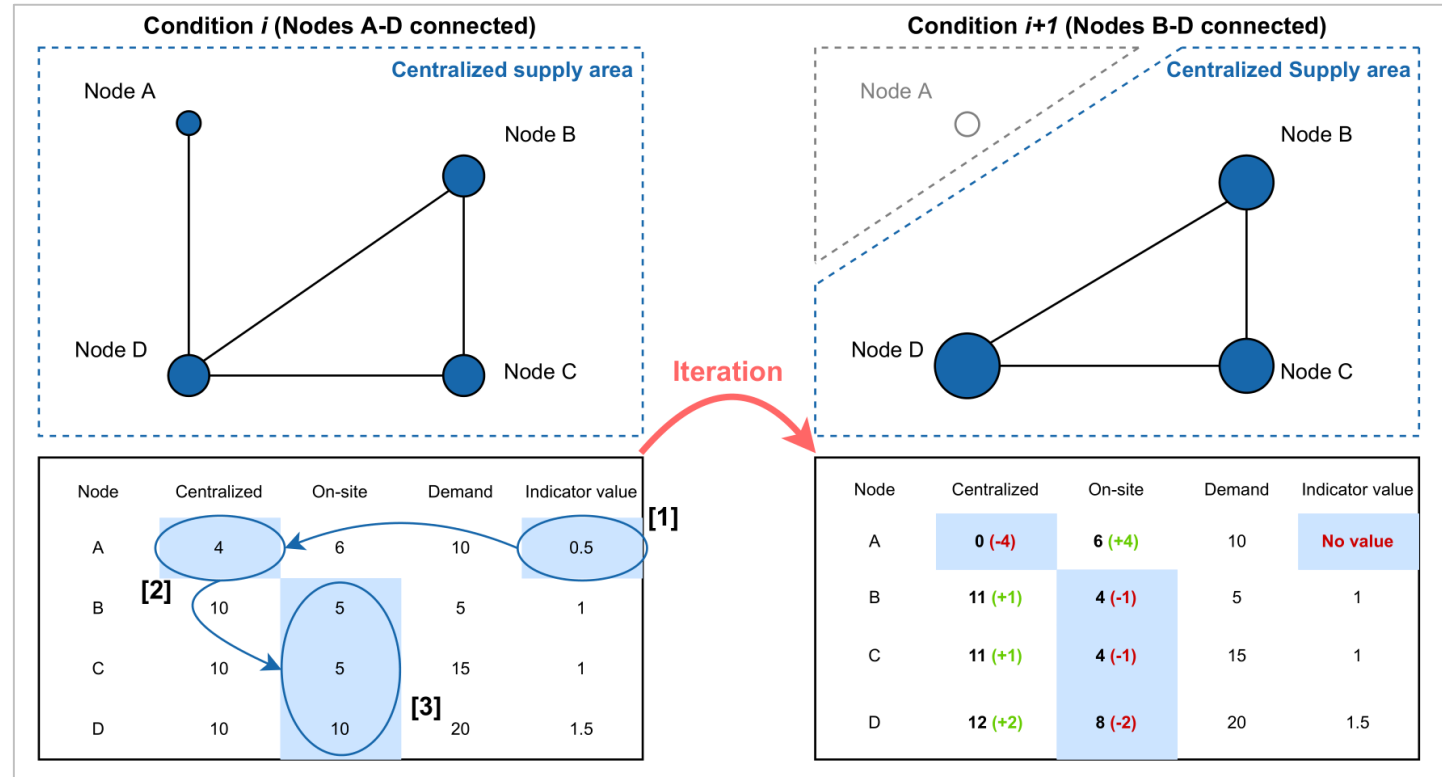 Condition i (Nodes A-D connected)
Centralized supply area
Node A
Node B
Node D
Node C
Condition i+1 (Nodes B-D connected)
Centralized Supply area
Node A
Node B
Node D
Node C
Iteration
Node Centralized On-site Demand Indicator value
A 4 6 10 0.5
B 10 5 5 1
C 10 5 15 1
D 10 10 20 1.5
[1]
[2]
[3]
Node Centralized On-site Demand Indicator value
A 0 (-4) 6 (+4) 10 No value
B 11 (+1) 4 (-1) 5 1
C 11 (+1) 4 (-1) 15 1
D 12 (+2) 8 (-2) 20 1.5